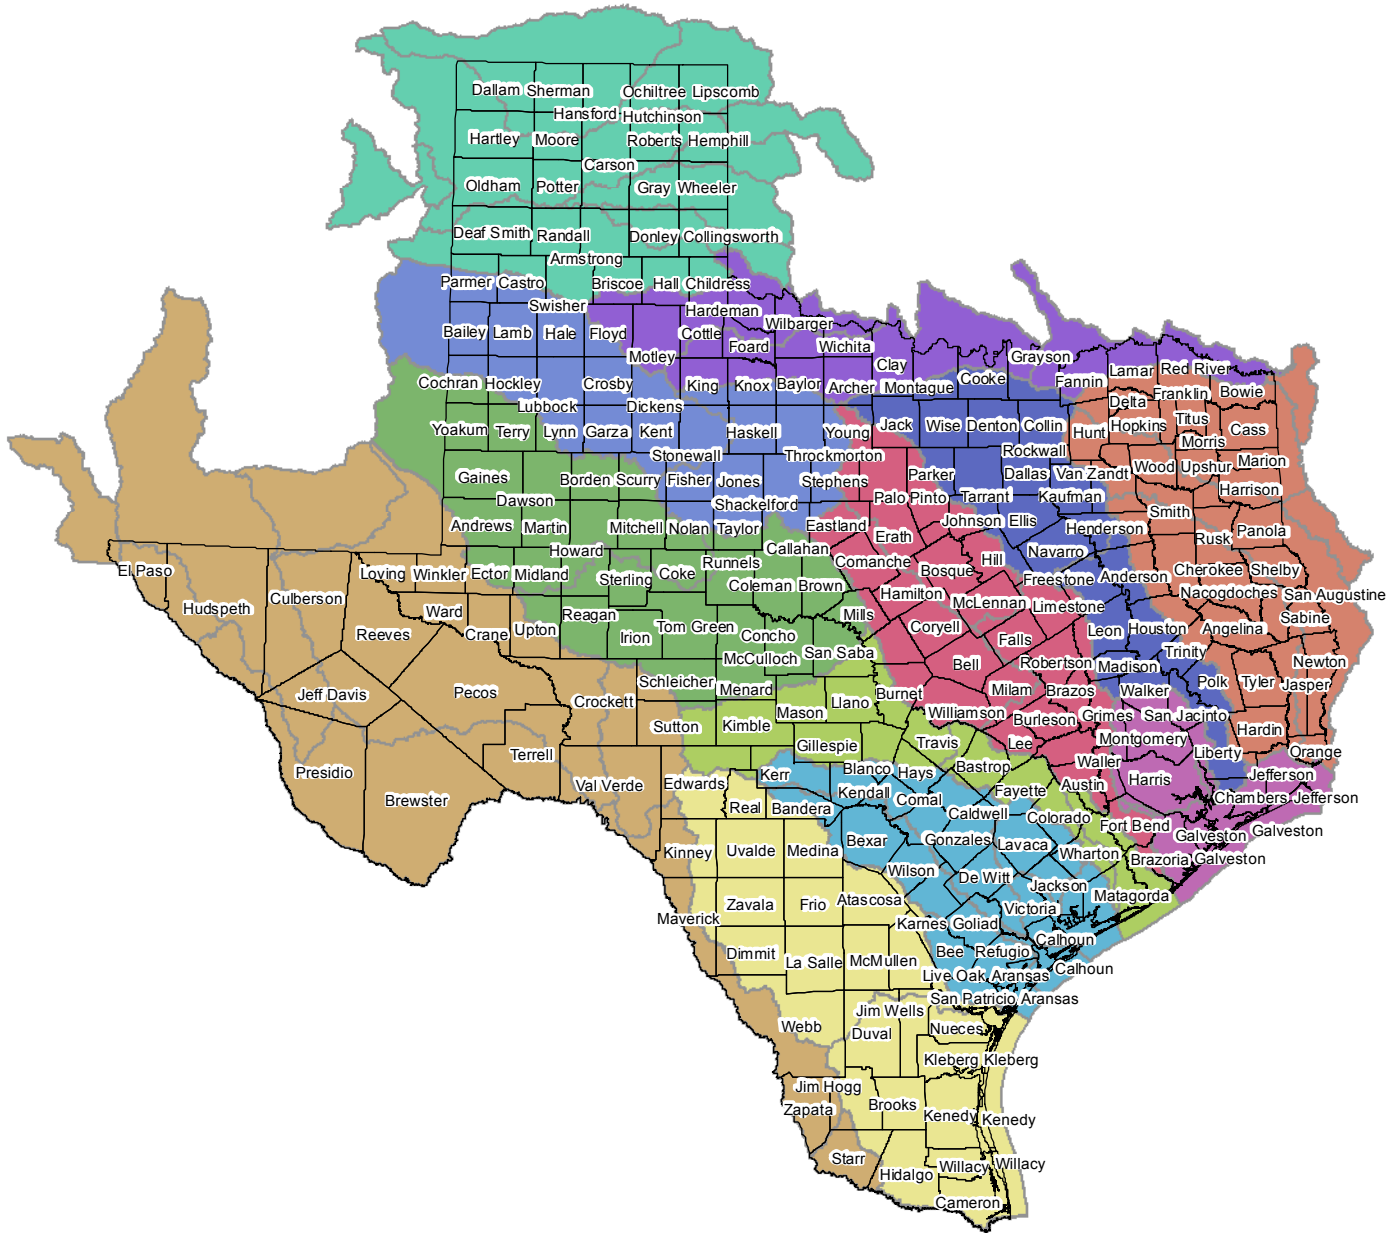 Dallam Sherman Ochiltree Lipscomb
Hansford Hutchinson
Hartley Moore Roberts Hemphill
Carson
Oldham Potter Gray Wheeler
Deaf Smith Randall Donley Collingsworth
Armstrong
Parmer Castro Briscoe Hall Childress
Swisher Hardeman
Bailey Lamb Hale Floyd Cottle Wilbarger
Motley Foard Wichita
Clay Grayson
Cochran Hockley Crosby King Knox Baylor Archer Montague Cooke Fannin Lamar Red River
Lubbock Dickens Delta Franklin Bowie
Yoakum Terry Lynn Garza Kent Haskell Young Jack Wise Denton Collin Hunt Hopkins Titus Cass
Morris
Stonewall Throckmorton Rockwall
Gaines Borden Scurry Fisher Jones Stephens Parker Dallas Van Zandt Wood Upshur Marion
Dawson Shackelford Palo Pinto Tarrant Kaufman Harrison
Andrews Martin Mitchell Nolan Taylor Eastland Erath Johnson Ellis Henderson Smith Panola
Howard Callahan Navarro Rusk
El Paso Loving Winkler Ector Midland Sterling Coke Runnels Comanche Bosque Hill Freestone Anderson Cherokee Shelby
Hudspeth Culberson Coleman Brown Hamilton McLennan Limestone Nacogdoches San Augustine
Ward Reagan Mills Sabine
Reeves Crane Upton Irion Tom Green Concho Coryell Falls Leon Houston Angelina
McCulloch San Saba Trinity
Jeff Davis Pecos Schleicher Menard Bell Robertson Madison Newton
Crockett Mason Llano Burnet Milam Brazos Walker Polk Tyler Jasper
Sutton Kimble Williamson Burleson Grimes San Jacinto
Terrell Gillespie Travis Lee Montgomery Hardin
Presidio Kerr Blanco Hays Bastrop Waller Liberty Orange
Brewster Val Verde Edwards Kendall Comal Fayette Austin Harris Jefferson
Real Bandera Caldwell Colorado Chambers Jefferson
Fort Bend Galveston Galveston
Kinney Uvalde Medina Bexar Gonzales Lavaca Wharton Brazoria Galveston
Wilson De Witt Jackson
Maverick Zavala Frio Atascosa Victoria Matagorda
Karnes Goliad
Dimmit La Salle McMullen Bee Refugio Calhoun
Live Oak Aransas Calhoun
San Patricio Aransas
Webb Jim Wells
Duval Nueces
Kleberg Kleberg
Jim Hogg
Zapata Brooks Kenedy Kenedy
Starr Hidalgo Willacy Willacy
Cameron